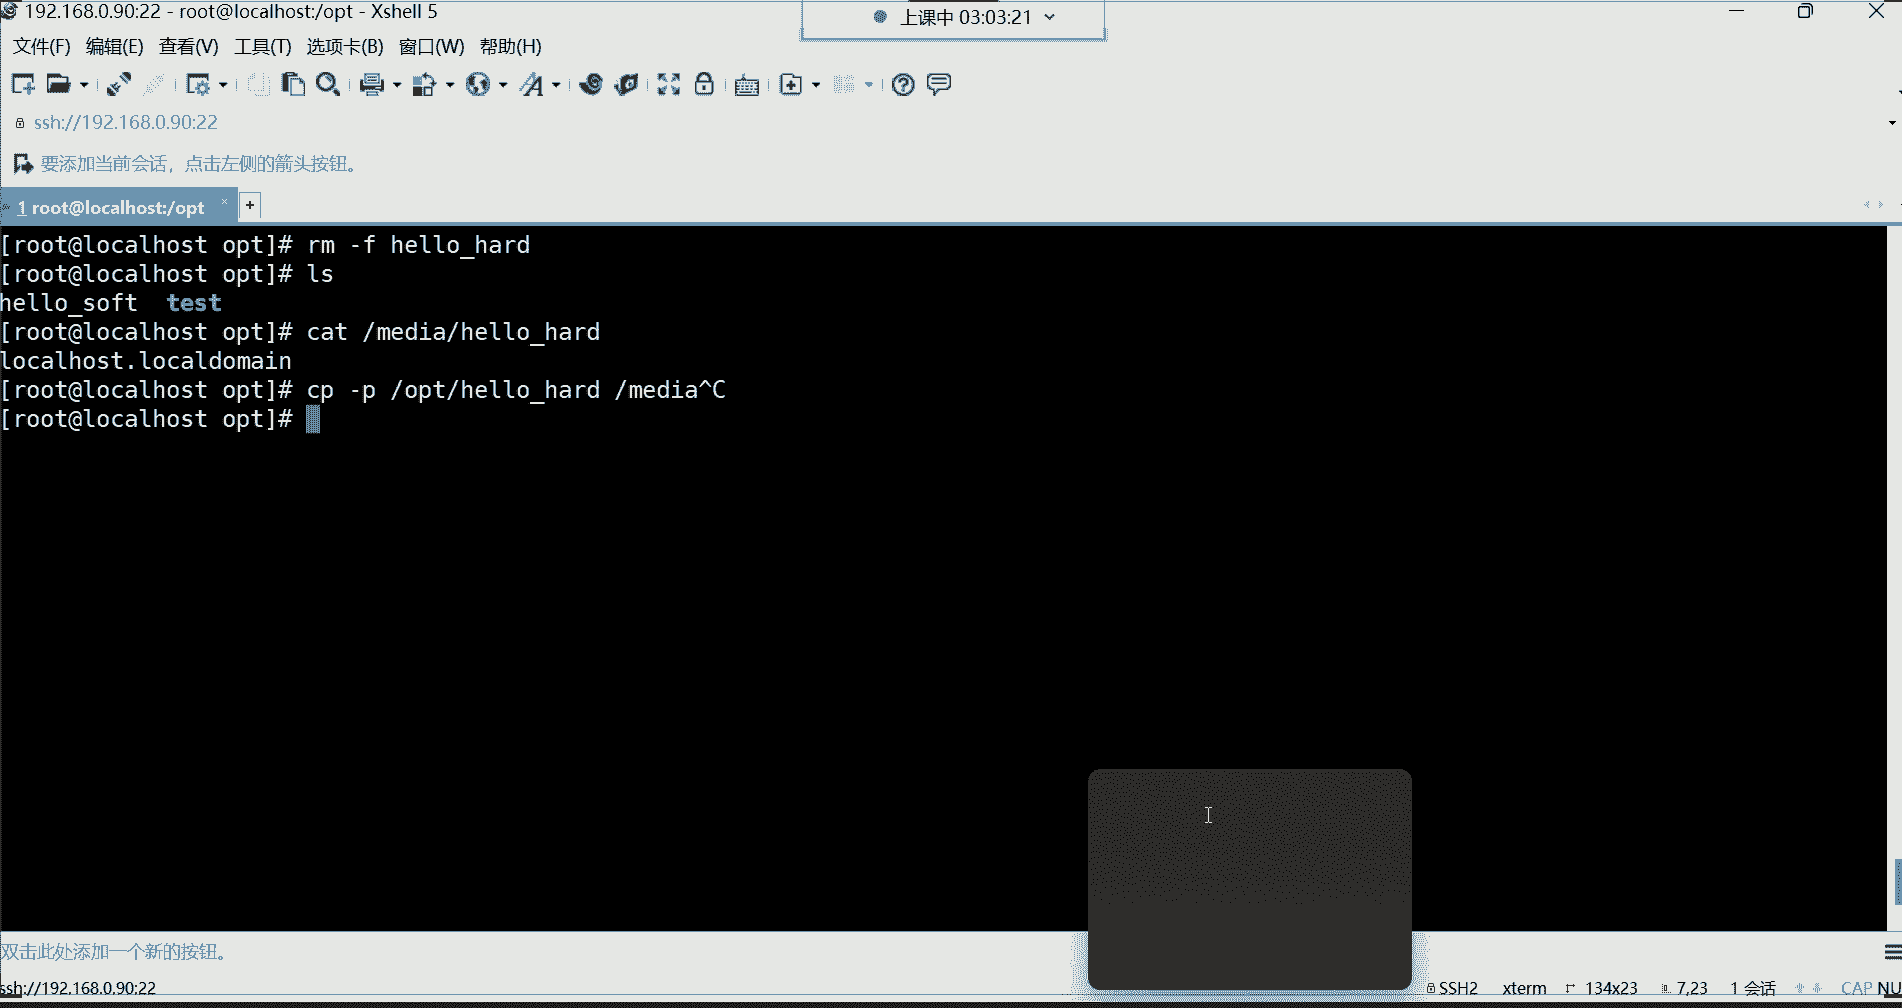 192.168.0.90:22 - root@localhost:/opt - Xshell 5
上课中 03:03:21
文件(F) 编辑(E) 查看(V) 工具(T) 选项卡(B) 窗口(W) 帮助(H)
ssh://192.168.0.90:22
要添加当前会话，点击左侧的箭头按钮。
1 root@localhost:/opt × +
[root@localhost opt]# rm -f hello_hard
[root@localhost opt]# ls
hello_soft  test
[root@localhost opt]# cat /media/hello_hard
localhost.localdomain
[root@localhost opt]# cp -p /opt/hello_hard /media^C
[root@localhost opt]#
双击此处添加一个新的按钮。
ssh://192.168.0.90:22
SSH2 xterm 134x23 7,23 1 会话 CAP NU